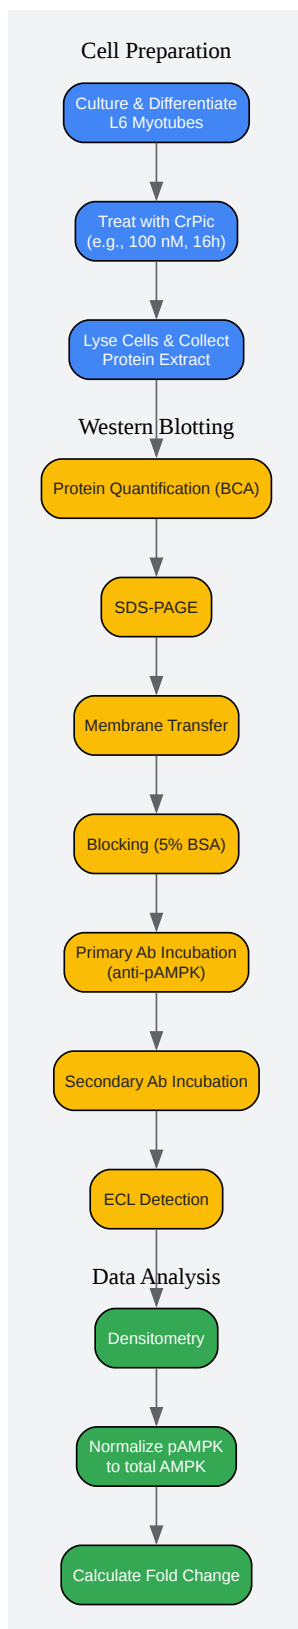 Cell Preparation
Culture & Differentiate
L6 Myotubes
Treat with CrPic
(e.g., 100 nM, 16h)
Lyse Cells & Collect
Protein Extract
Western Blotting
Protein Quantification (BCA)
SDS-PAGE
Membrane Transfer
Blocking (5% BSA)
Primary Ab Incubation
(anti-pAMPK)
Secondary Ab Incubation
ECL Detection
Data Analysis
Densitometry
Normalize pAMPK
to total AMPK
Calculate Fold Change